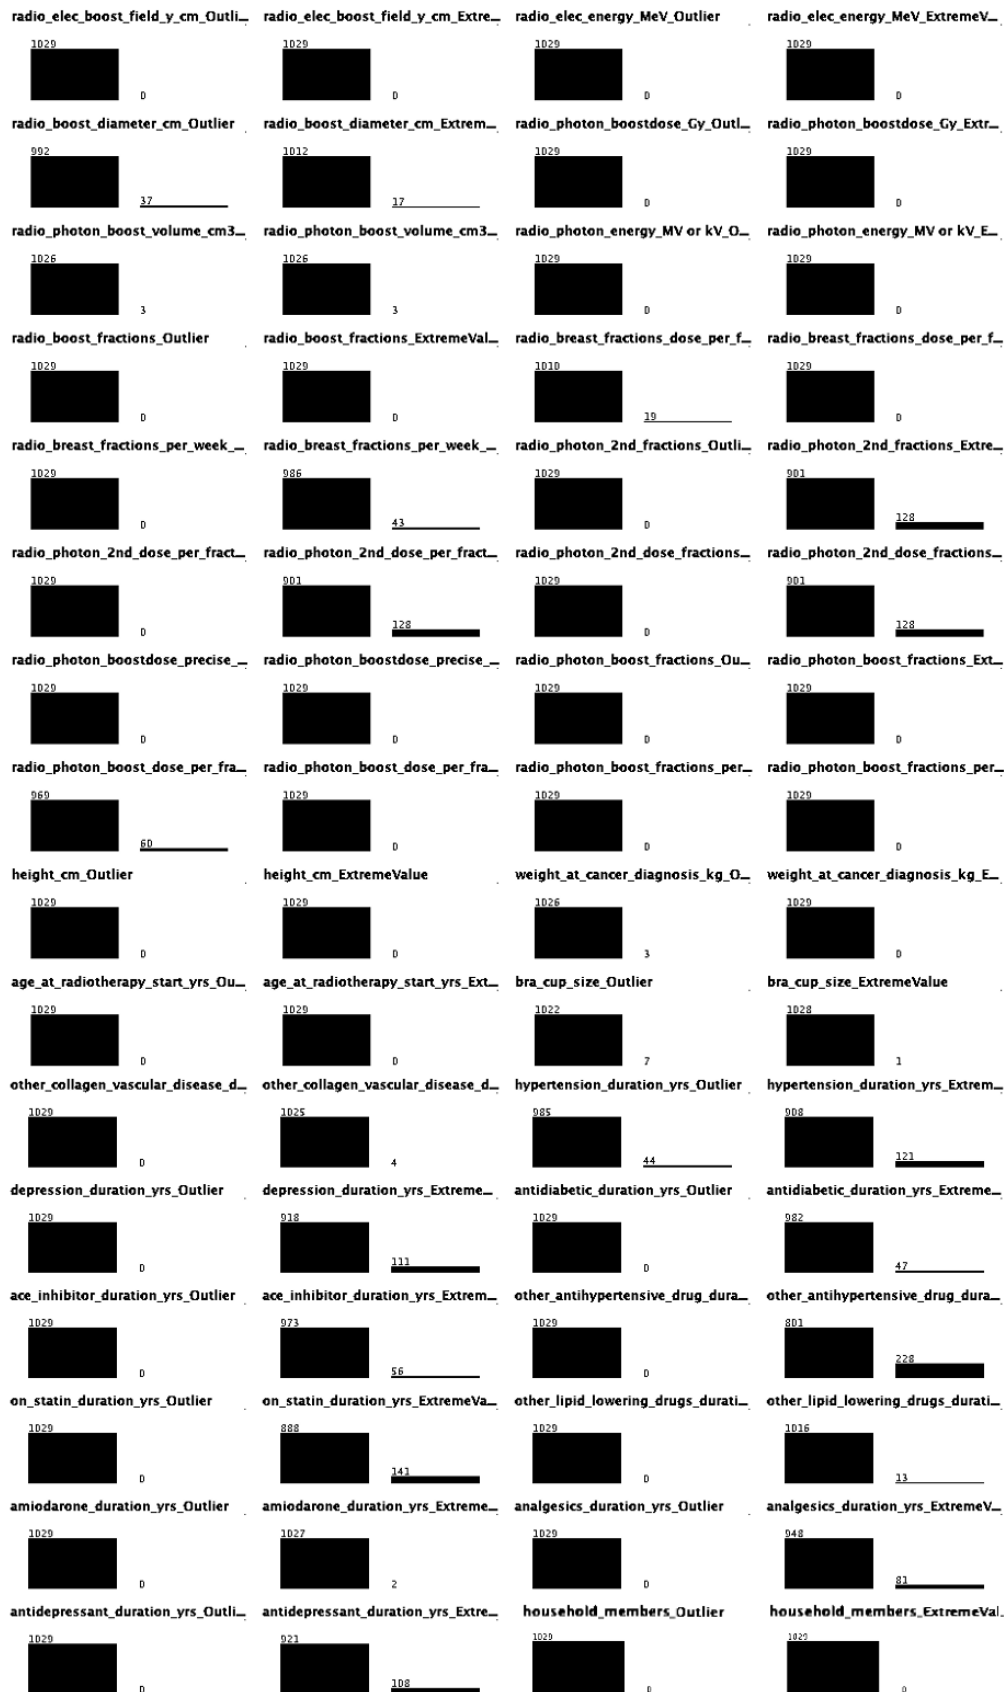 radio_elec_boost_field_y_cm_Outli... radio_elec_boost_field_y_cm_Extre... radio_elec_energy_MeV_Outlier radio_elec_energy_MeV_ExtremeV...
1029 1029 1029 1029
0 0 0 0
radio_boost_diameter_cm_Outlier radio_boost_diameter_cm_Extrem... radio_photon_boostdose_Gy_Outl... radio_photon_boostdose_Gy_Extr...
992 1012 1029 1029
37 17 0 0
radio_photon_boost_volume_cm3... radio_photon_boost_volume_cm3... radio_photon_energy_MV or kV_O... radio_photon_energy_MV or kV_E...
1026 1026 1029 1029
3 3 0 0
radio_boost_fractions_Outlier radio_boost_fractions_ExtremeVal... radio_breast_fractions_dose_per_f... radio_breast_fractions_dose_per_f...
1029 1029 1010 1029
0 0 19 0
radio_breast_fractions_per_week_... radio_breast_fractions_per_week_... radio_photon_2nd_fractions_Outli... radio_photon_2nd_fractions_Extre...
1029 986 1029 901
0 43 0 128
radio_photon_2nd_dose_per_fract... radio_photon_2nd_dose_per_fract... radio_photon_2nd_dose_fractions... radio_photon_2nd_dose_fractions...
1029 901 1029 901
0 128 0 128
radio_photon_boostdose_precise_... radio_photon_boostdose_precise_... radio_photon_boost_fractions_Ou... radio_photon_boost_fractions_Ext...
1029 1029 1029 1029
0 0 0 0
radio_photon_boost_dose_per_fra... radio_photon_boost_dose_per_fra... radio_photon_boost_fractions_per... radio_photon_boost_fractions_per...
969 1029 1029 1029
60 0 0 0
height_cm_Outlier height_cm_ExtremeValue weight_at_cancer_diagnosis_kg_O... weight_at_cancer_diagnosis_kg_E...
1029 1029 1026 1029
0 0 3 0
age_at_radiotherapy_start_yrs_Ou... age_at_radiotherapy_start_yrs_Ext... bra_cup_size_Outlier bra_cup_size_ExtremeValue
1029 1029 1022 1028
0 0 7 1
other_collagen_vascular_disease_d... other_collagen_vascular_disease_d... hypertension_duration_yrs_Outlier hypertension_duration_yrs_Extrem...
1029 1025 985 908
0 4 44 121
depression_duration_yrs_Outlier depression_duration_yrs_Extreme... antidiabetic_duration_yrs_Outlier antidiabetic_duration_yrs_Extreme...
1029 918 1029 982
0 111 0 47
ace_inhibitor_duration_yrs_Outlier ace_inhibitor_duration_yrs_Extrem... other_antihypertensive_drug_dura... other_antihypertensive_drug_dura...
1029 973 1029 801
0 56 0 228
on_statin_duration_yrs_Outlier on_statin_duration_yrs_ExtremeVa... other_lipid_lowering_drugs_durati... other_lipid_lowering_drugs_durati...
1029 888 1029 1016
0 141 0 13
amiodarone_duration_yrs_Outlier amiodarone_duration_yrs_Extreme... analgesics_duration_yrs_Outlier analgesics_duration_yrs_ExtremeV...
1029 1027 1029 948
0 2 0 81
antidepressant_duration_yrs_Outli... antidepressant_duration_yrs_Extre... household_members_Outlier household_members_ExtremeVal...
1029 921 1029 1029
0 108 0 0